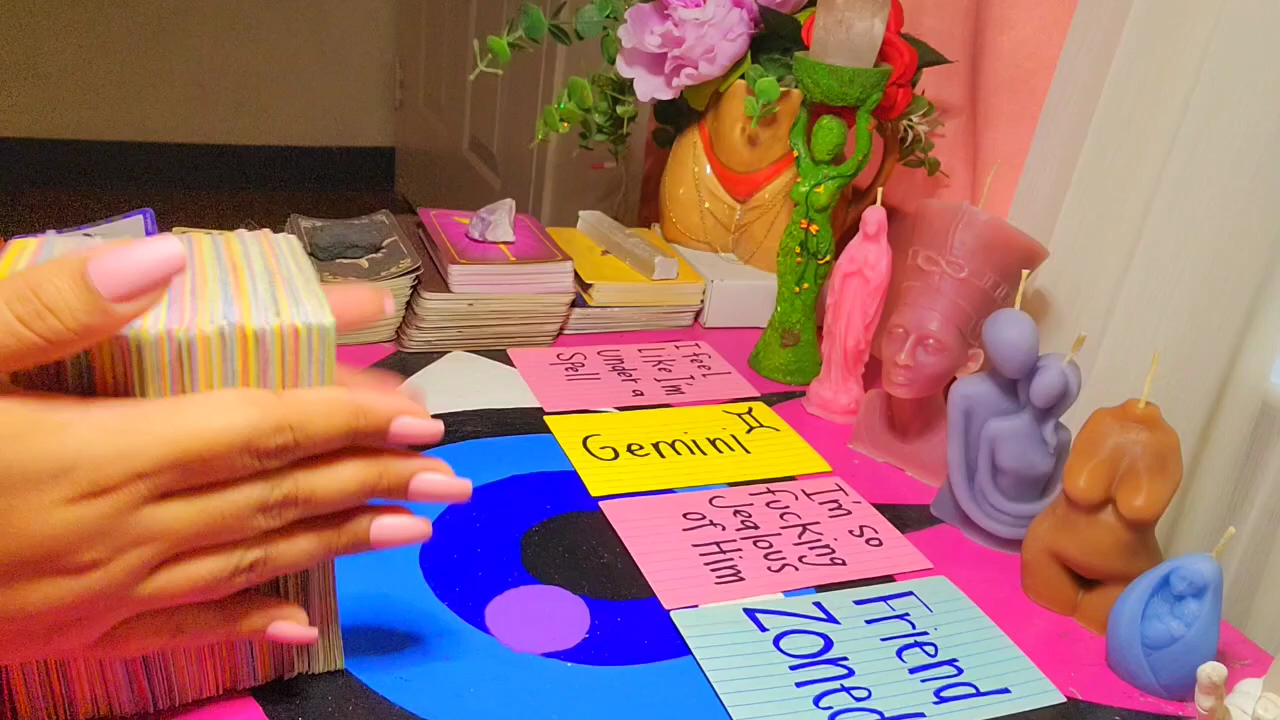 I feel
Like I'm
under a
Spell
Gemini ♊
I'm so
fucking
Jealous
of Him
Friend
Zoned